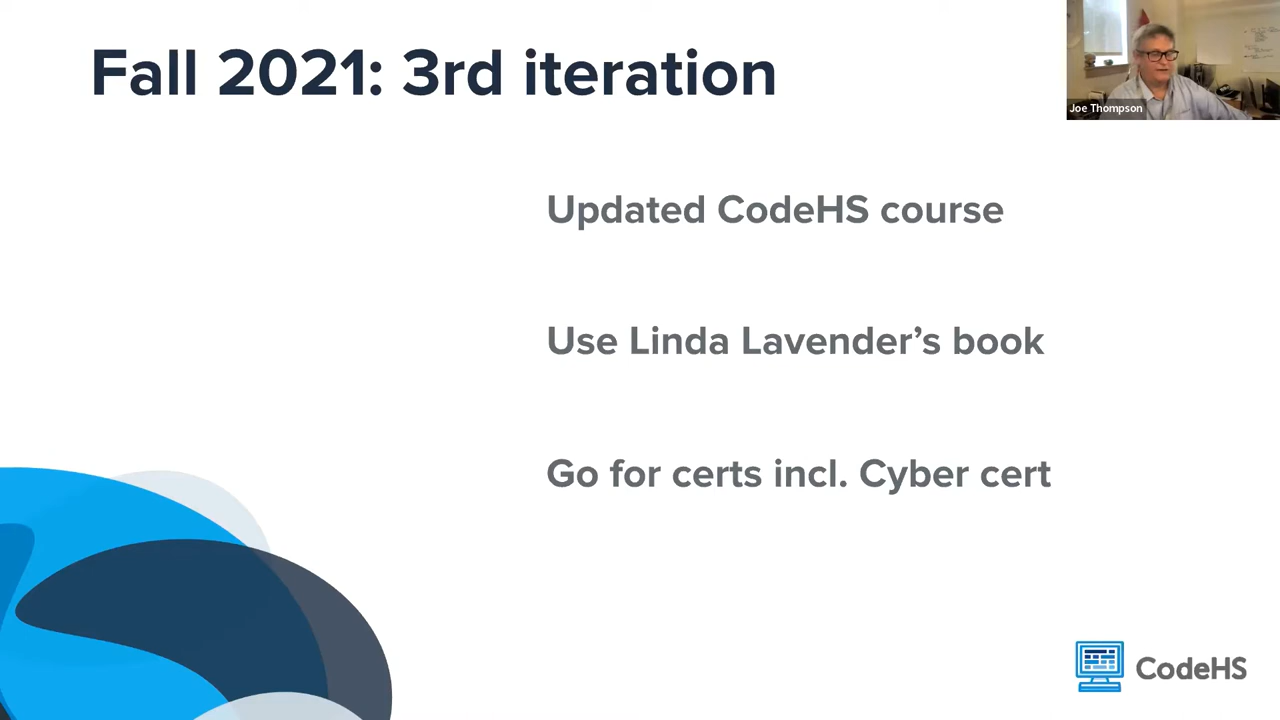 Fall 2021: 3rd iteration
Joe Thompson
Updated CodeHS course
Use Linda Lavender’s book
Go for certs incl. Cyber cert
CodeHS